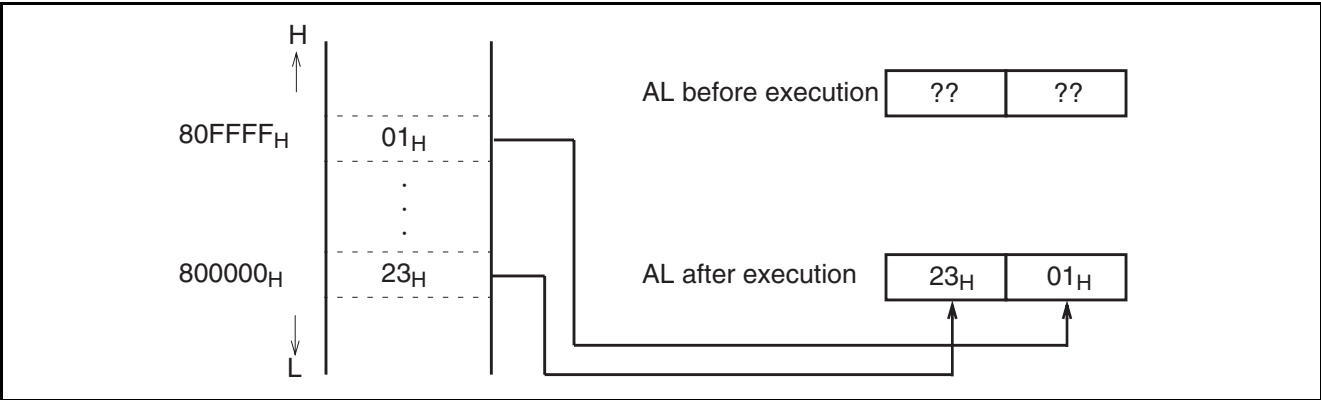 H
AL before execution ?? ??
80FFFFH 01H
.
.
.
800000H 23H AL after execution 23H 01H
L